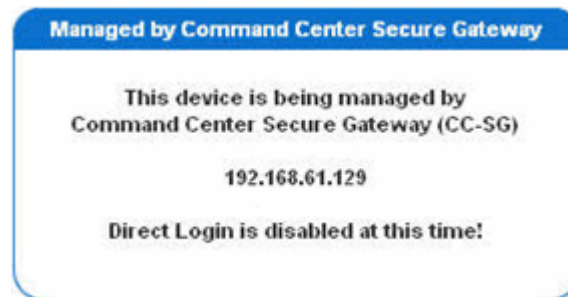 Managed by Command Center Secure Gateway
This device is being managed by
Command Center Secure Gateway (CC-SG)
192.168.61.129
Direct Login is disabled at this time!